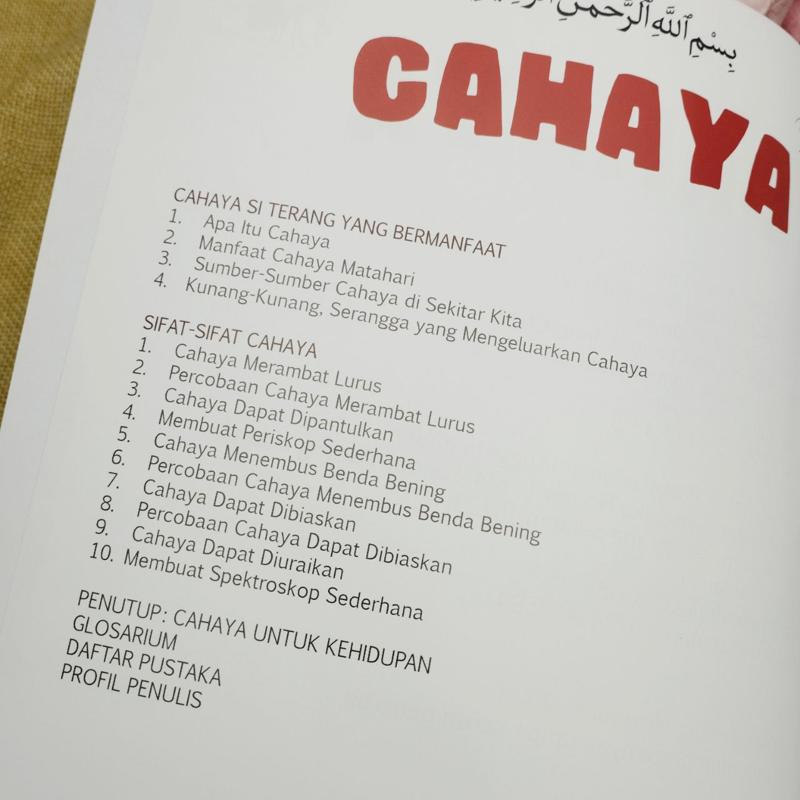 بِسْمِ ٱللَّهِ ٱلرَّحْمَٰنِ
CAHAYA
CAHAYA SI TERANG YANG BERMANFAAT
1. Apa Itu Cahaya
2. Manfaat Cahaya Matahari
3. Sumber-Sumber Cahaya di Sekitar Kita
4. Kunang-Kunang, Serangga yang Mengeluarkan Cahaya
SIFAT-SIFAT CAHAYA
1. Cahaya Merambat Lurus
2. Percobaan Cahaya Merambat Lurus
3. Cahaya Dapat Dipantulkan
4. Membuat Periskop Sederhana
5. Cahaya Menembus Benda Bening
6. Percobaan Cahaya Menembus Benda Bening
7. Cahaya Dapat Dibiaskan
8. Percobaan Cahaya Dapat Dibiaskan
9. Cahaya Dapat Diuraikan
10. Membuat Spektroskop Sederhana
PENUTUP: CAHAYA UNTUK KEHIDUPAN
GLOSARIUM
DAFTAR PUSTAKA
PROFIL PENULIS